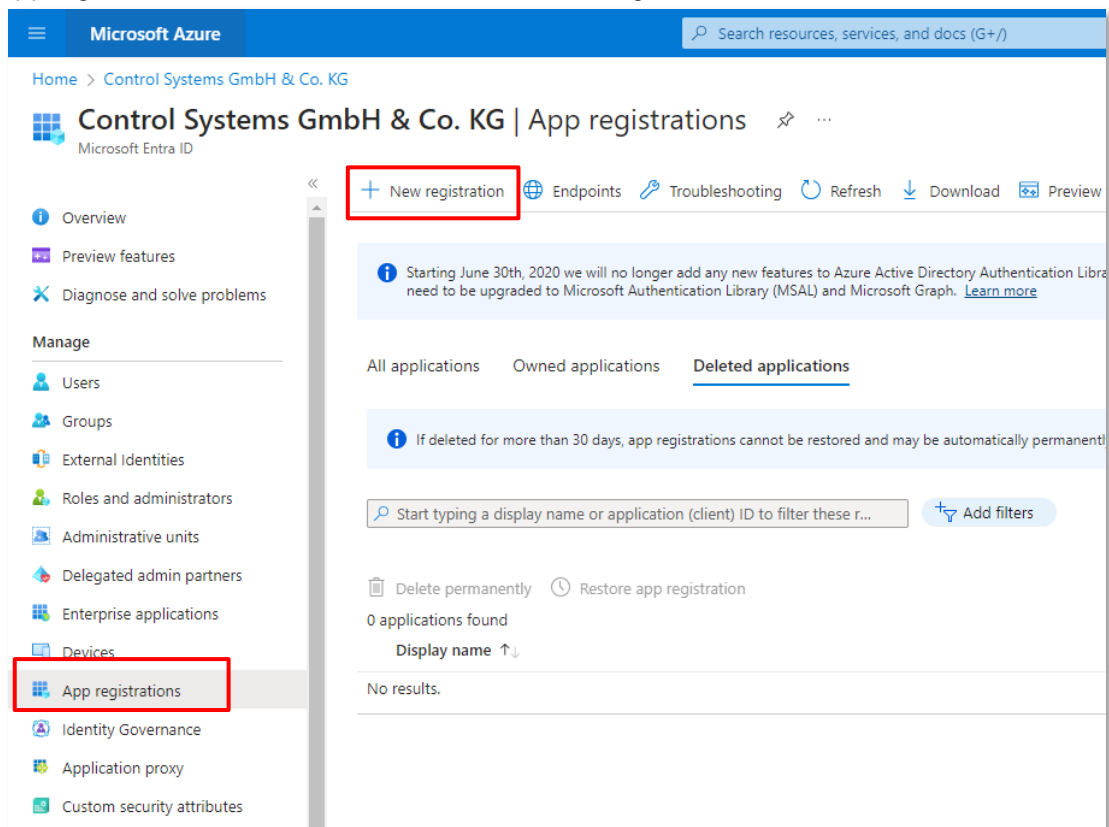 Microsoft Azure
Search resources, services, and docs (G+/)
Home > Control Systems GmbH & Co. KG
Control Systems GmbH & Co. KG | App registrations
Microsoft Entra ID
New registration
Endpoints
Troubleshooting
Refresh
Download
Preview
Overview
Preview features
Diagnose and solve problems
Manage
Users
Groups
External Identities
Roles and administrators
Administrative units
Delegated admin partners
Enterprise applications
Devices
App registrations
Identity Governance
Application proxy
Custom security attributes
Starting June 30th, 2020 we will no longer add any new features to Azure Active Directory Authentication Libra
need to be upgraded to Microsoft Authentication Library (MSAL) and Microsoft Graph. Learn more
All applications
Owned applications
Deleted applications
If deleted for more than 30 days, app registrations cannot be restored and may be automatically permanentl
Start typing a display name or application (client) ID to filter these r...
Add filters
Delete permanently
Restore app registration
0 applications found
Display name ↑↓
No results.